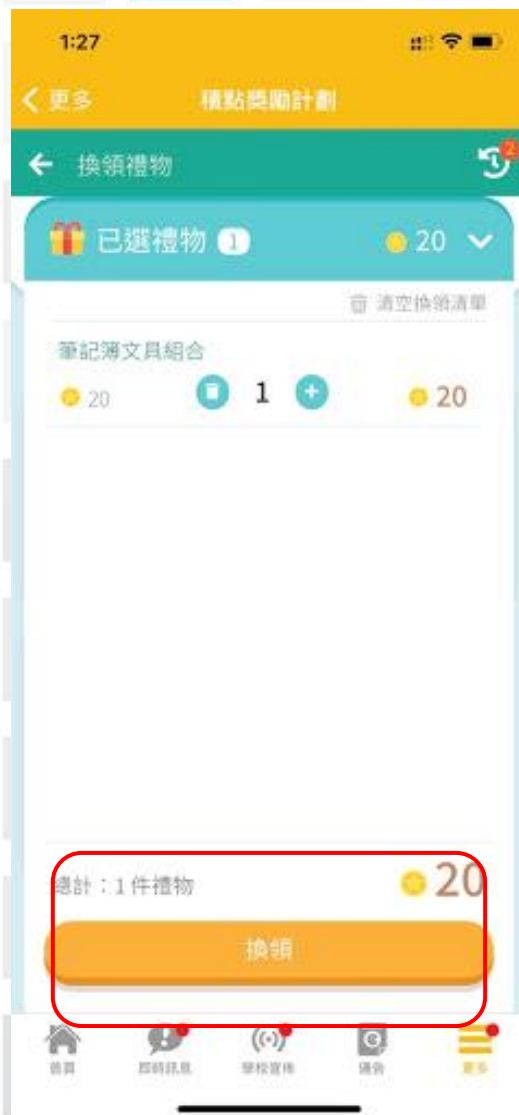 1:27
更多 積點獎勵計劃
換領禮物 2
已選禮物 1 20
清空換領清單
筆記簿文具組合
20 1 20
總計：1件禮物 20
換領
首頁 即時訊息 學校宣佈 通告 更多